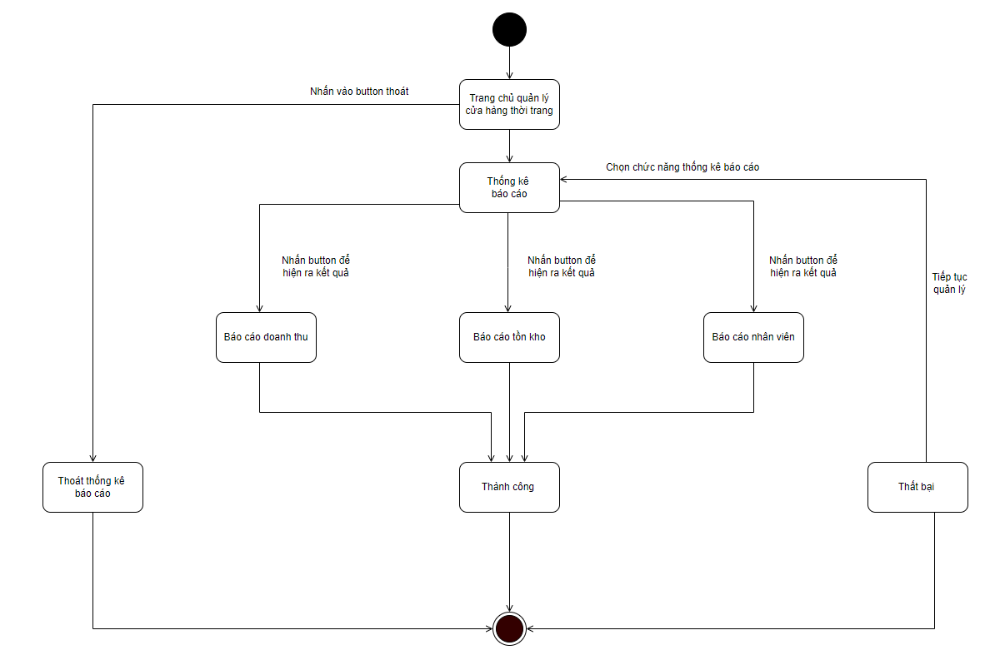 Nhấn vào button thoát
Trang chủ quản lý
cửa hàng thời trang
Chọn chức năng thống kê báo cáo
Thống kê
báo cáo
Nhấn button để
hiện ra kết quả
Nhấn button để
hiện ra kết quả
Nhấn button để
hiện ra kết quả
Tiếp tục
quản lý
Báo cáo doanh thu
Báo cáo tồn kho
Báo cáo nhân viên
Thoát thống kê
báo cáo
Thành công
Thất bại